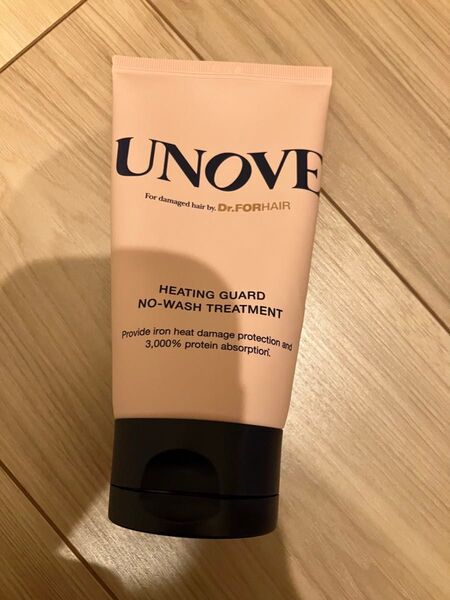 UNOVE
For damaged hair by. Dr.FORHAIR
HEATING GUARD
NO-WASH TREATMENT
Provide iron heat damage protection and
3,000% protein absorption¹.